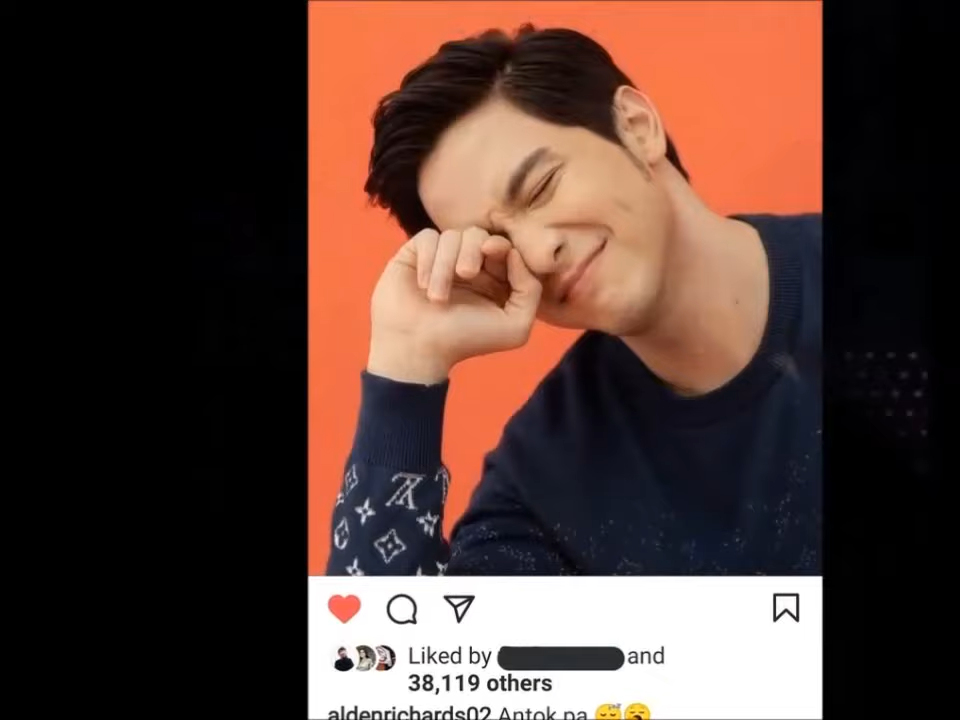 Liked by and
38,119 others
aldenrichards02 Antok pa 😴😪